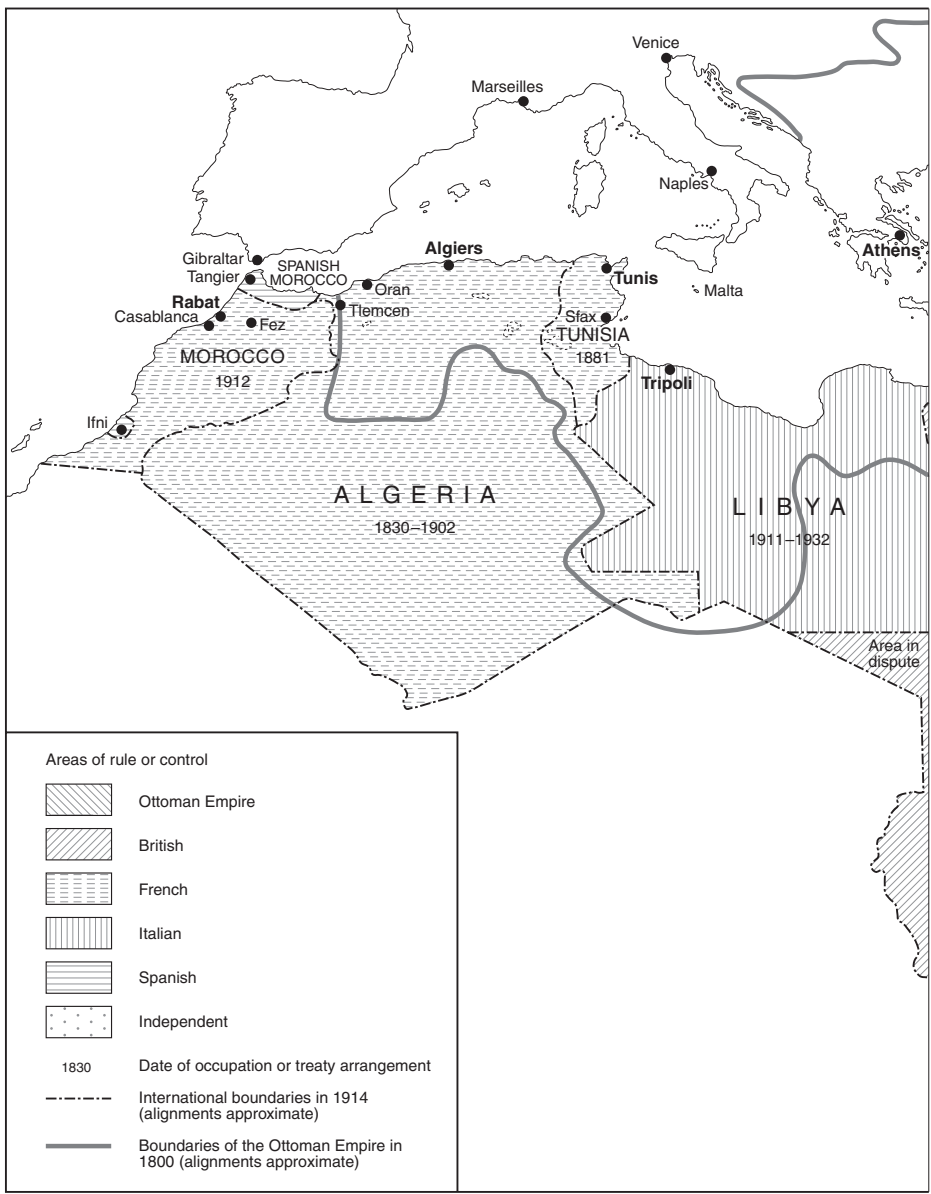 Venice
Marseilles
Naples
Athens
Gibraltar
Tangier
SPANISH
MOROCCO
Algiers
Oran
Tunis
Malta
Rabat
Casablanca
Fez
Tlemcen
Sfax
TUNISIA
1881
MOROCCO
1912
Tripoli
Ifni
ALGERIA
1830–1902
LIBYA
1911–1932
Area in
dispute
Areas of rule or control
Ottoman Empire
British
French
Italian
Spanish
Independent
1830 Date of occupation or treaty arrangement
International boundaries in 1914
(alignments approximate)
Boundaries of the Ottoman Empire in
1800 (alignments approximate)